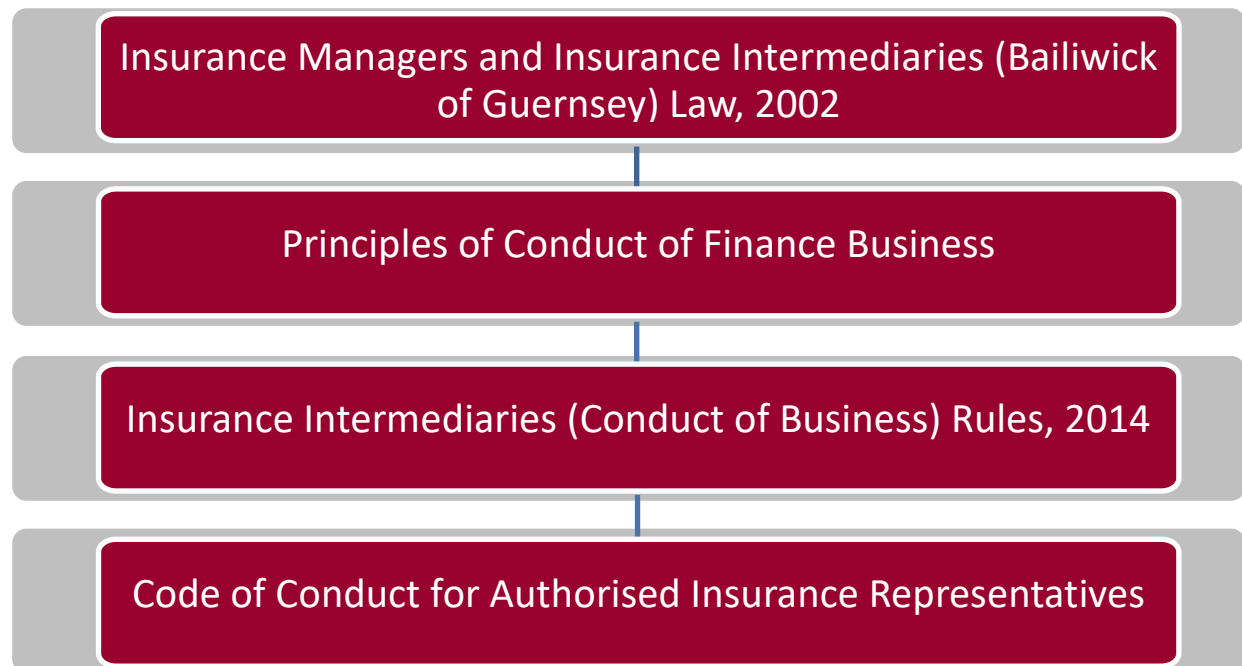 Insurance Managers and Insurance Intermediaries (Bailiwick
of Guernsey) Law, 2002
Principles of Conduct of Finance Business
Insurance Intermediaries (Conduct of Business) Rules, 2014
Code of Conduct for Authorised Insurance Representatives